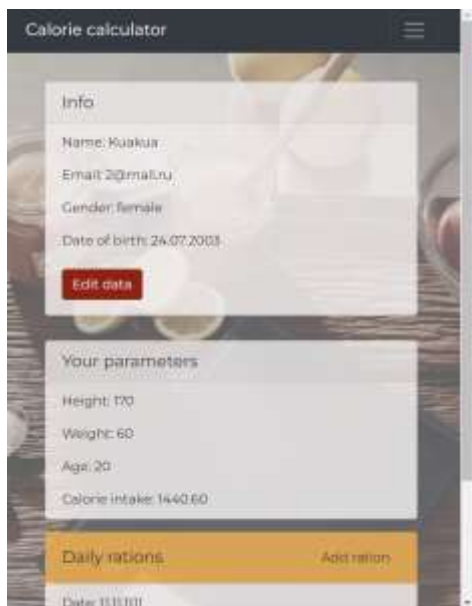 Calorie calculator
Info
Name: Kuakua
Email: 2@mail.ru
Gender: female
Date of birth: 24.07.2003
Edit data
Your parameters
Height: 170
Weight: 60
Age: 20
Calorie intake: 1440.60
Daily rations
Add ration
Date: